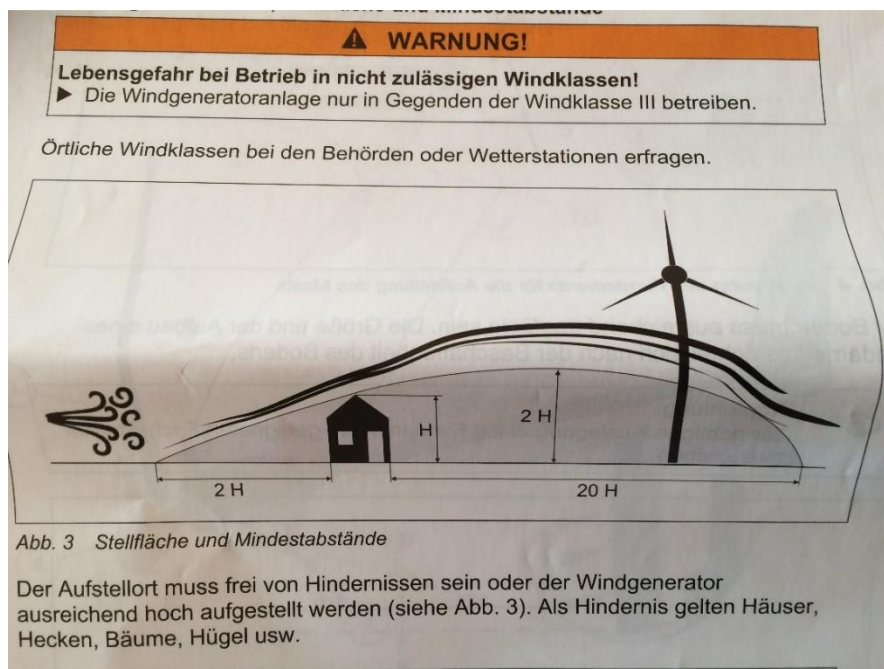 und Mindestabstände
WARNUNG!
Lebensgefahr bei Betrieb in nicht zulässigen Windklassen!
▶ Die Windgeneratoranlage nur in Gegenden der Windklasse III betreiben.
Örtliche Windklassen bei den Behörden oder Wetterstationen erfragen.
H
2 H
2 H
20 H
Abb. 3 Stellfläche und Mindestabstände
Der Aufstellort muss frei von Hindernissen sein oder der Windgenerator
ausreichend hoch aufgestellt werden (siehe Abb. 3). Als Hindernis gelten Häuser,
Hecken, Bäume, Hügel usw.